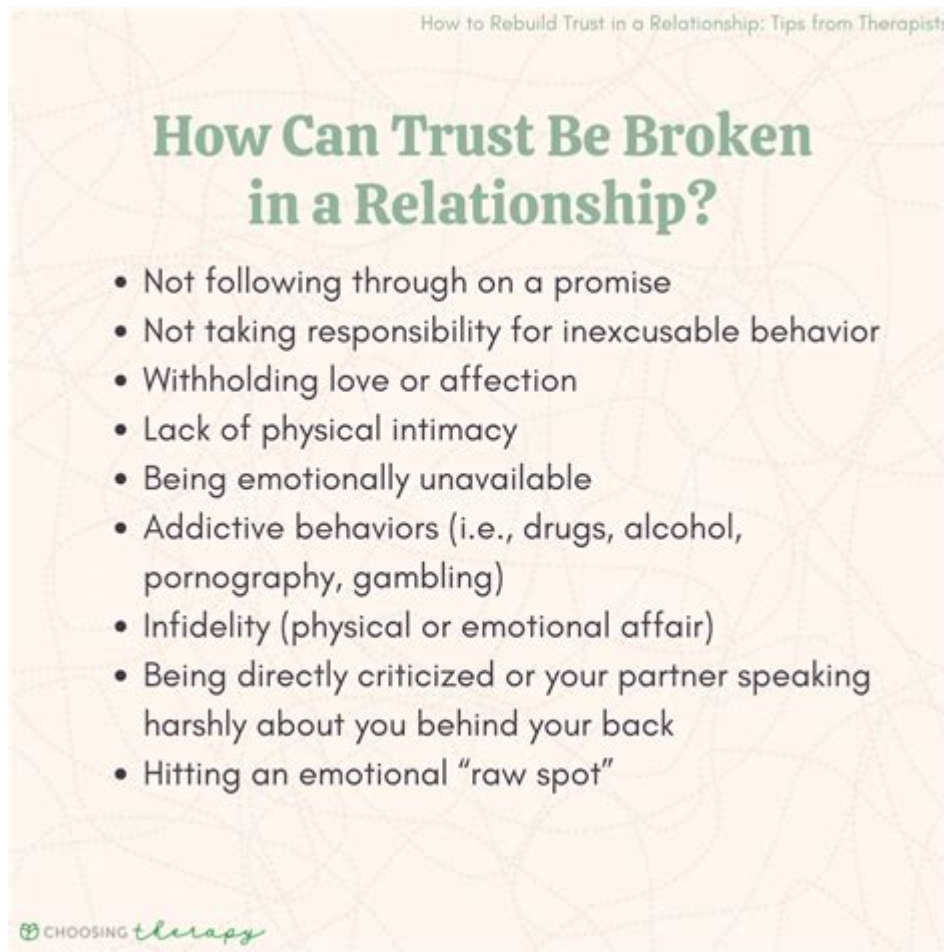 How to Rebuild Trust in a Relationship: Tips from Therapists
How Can Trust Be Broken
in a Relationship?
• Not following through on a promise
• Not taking responsibility for inexcusable behavior
• Withholding love or affection
• Lack of physical intimacy
• Being emotionally unavailable
• Addictive behaviors (i.e., drugs, alcohol,
pornography, gambling)
• Infidelity (physical or emotional affair)
• Being directly criticized or your partner speaking
harshly about you behind your back
• Hitting an emotional “raw spot”
CHOOSING therapy